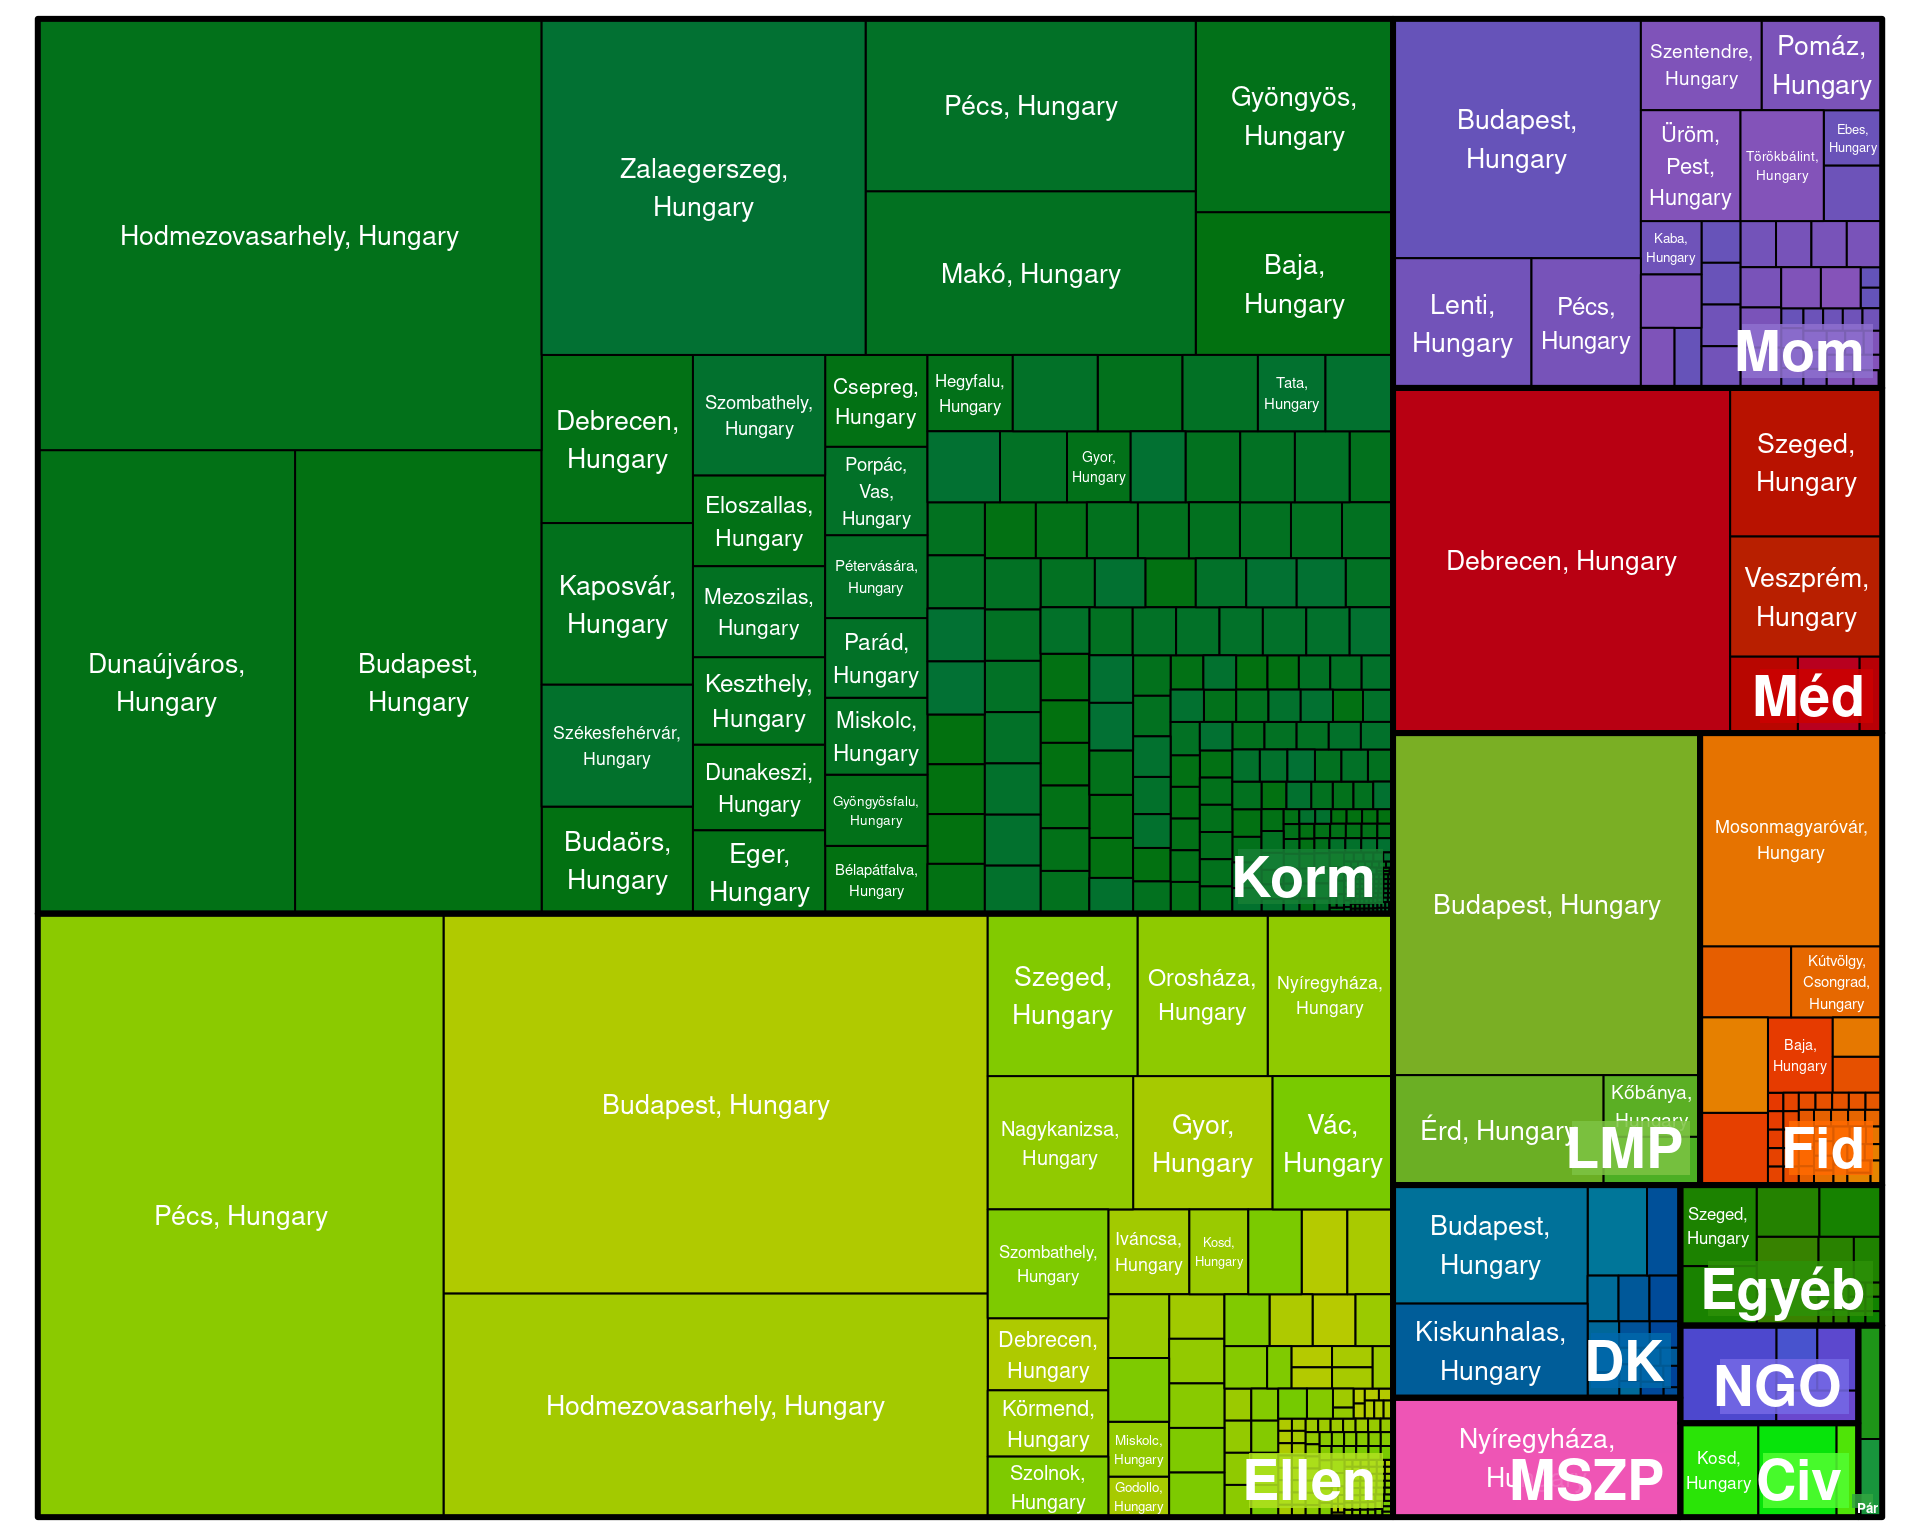 Hodmezovasarhely, Hungary
Dunaújváros,
Hungary
Budapest,
Hungary
Zalaegerszeg,
Hungary
Pécs, Hungary
Makó, Hungary
Gyöngyös,
Hungary
Baja,
Hungary
Debrecen,
Hungary
Kaposvár,
Hungary
Székesfehérvár,
Hungary
Budaörs,
Hungary
Szombathely,
Hungary
Eloszallas,
Hungary
Mezoszilas,
Hungary
Keszthely,
Hungary
Dunakeszi,
Hungary
Eger,
Hungary
Csepreg,
Hungary
Porpác,
Vas,
Hungary
Pétervására,
Hungary
Parád,
Hungary
Miskolc,
Hungary
Gyöngyösfalu,
Hungary
Bélapátfalva,
Hungary
Hegyfalu,
Hungary
Tata,
Hungary
Gyor,
Hungary
Korm
Pécs, Hungary
Budapest, Hungary
Hodmezovasarhely, Hungary
Szeged,
Hungary
Orosháza,
Hungary
Nyíregyháza,
Hungary
Nagykanizsa,
Hungary
Gyor,
Hungary
Vác,
Hungary
Szombathely,
Hungary
Debrecen,
Hungary
Körmend,
Hungary
Szolnok,
Hungary
Iváncsa,
Hungary
Kosd,
Hungary
Miskolc,
Hungary
Godollo,
Hungary
Ellen
Budapest,
Hungary
Lenti,
Hungary
Pécs,
Hungary
Szentendre,
Hungary
Pomáz,
Hungary
Üröm,
Pest,
Hungary
Törökbálint,
Hungary
Ebes,
Hungary
Kaba,
Hungary
Mom
Debrecen, Hungary
Szeged,
Hungary
Veszprém,
Hungary
Méd
Budapest, Hungary
Érd, Hungary
Kőbánya,
Hungary
LMP
Mosonmagyaróvár,
Hungary
Kútvölgy,
Csongrad,
Hungary
Baja,
Hungary
Fid
Budapest,
Hungary
Kiskunhalas,
Hungary
DK
Szeged,
Hungary
Egyéb
NGO
Nyíregyháza,
MSZP
Kosd,
Hungary
Civ
Pár